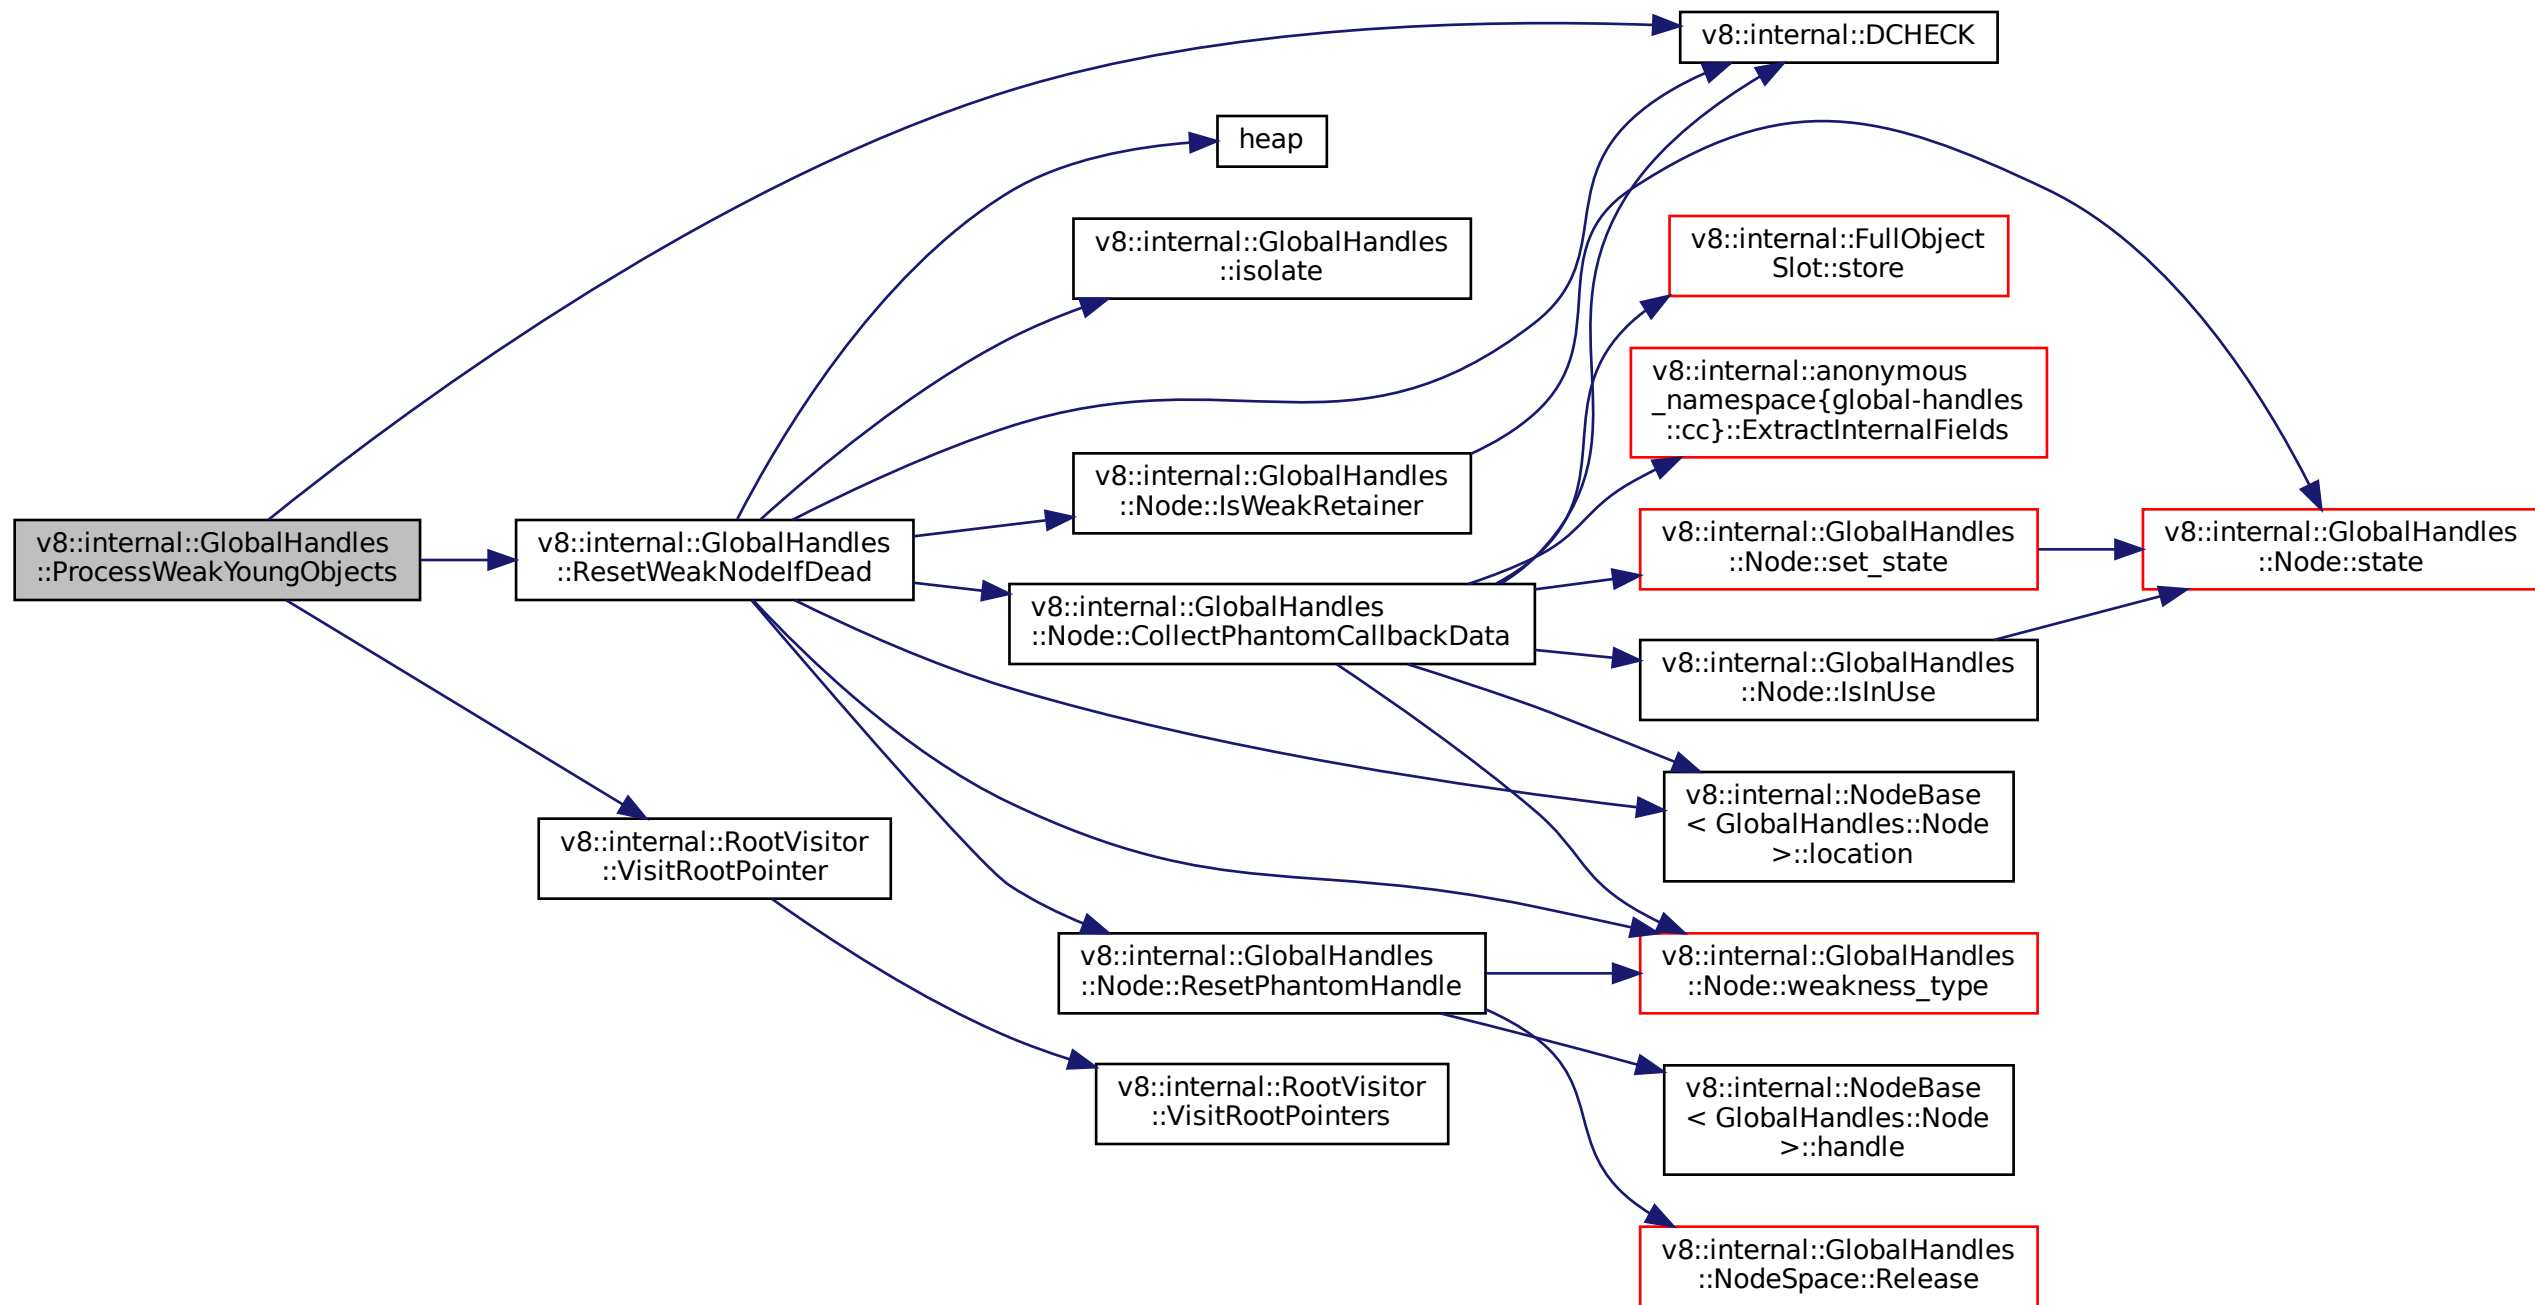 v8::internal::GlobalHandles
::ProcessWeakYoungObjects
v8::internal::DCHECK
v8::internal::GlobalHandles
::ResetWeakNodeIfDead
heap
v8::internal::GlobalHandles
::isolate
v8::internal::GlobalHandles
::Node::IsWeakRetainer
v8::internal::GlobalHandles
::Node::CollectPhantomCallbackData
v8::internal::FullObject
Slot::store
v8::internal::anonymous
_namespace{global-handles
::cc}::ExtractInternalFields
v8::internal::GlobalHandles
::Node::set_state
v8::internal::GlobalHandles
::Node::state
v8::internal::GlobalHandles
::Node::IsInUse
v8::internal::NodeBase
< GlobalHandles::Node
>::location
v8::internal::GlobalHandles
::Node::weakness_type
v8::internal::GlobalHandles
::Node::ResetPhantomHandle
v8::internal::NodeBase
< GlobalHandles::Node
>::handle
v8::internal::GlobalHandles
::NodeSpace::Release
v8::internal::RootVisitor
::VisitRootPointer
v8::internal::RootVisitor
::VisitRootPointers